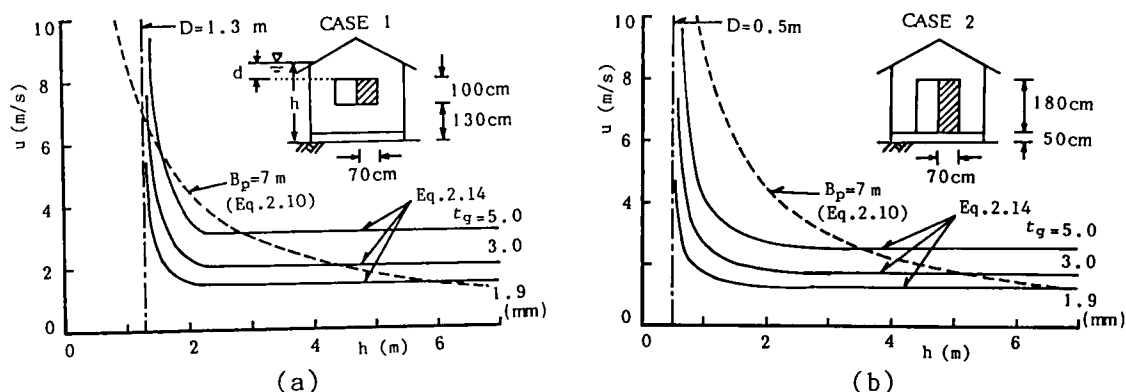 D=1.3 m
CASE 1
10
8
6
4
2
0
u (m/s)
d
h
100cm
130cm
70cm
Bp=7 m
(Eq.2.10)
Eq.2.14
tg=5.0
3.0
1.9
(mm)
0
2
4
6
h (m)
(a)
D=0.5m
CASE 2
10
8
6
4
2
0
u (m/s)
180cm
50cm
70cm
Bp=7 m
(Eq.2.10)
Eq.2.14
tg=5.0
3.0
1.9
(mm)
0
2
4
6
h (m)
(b)